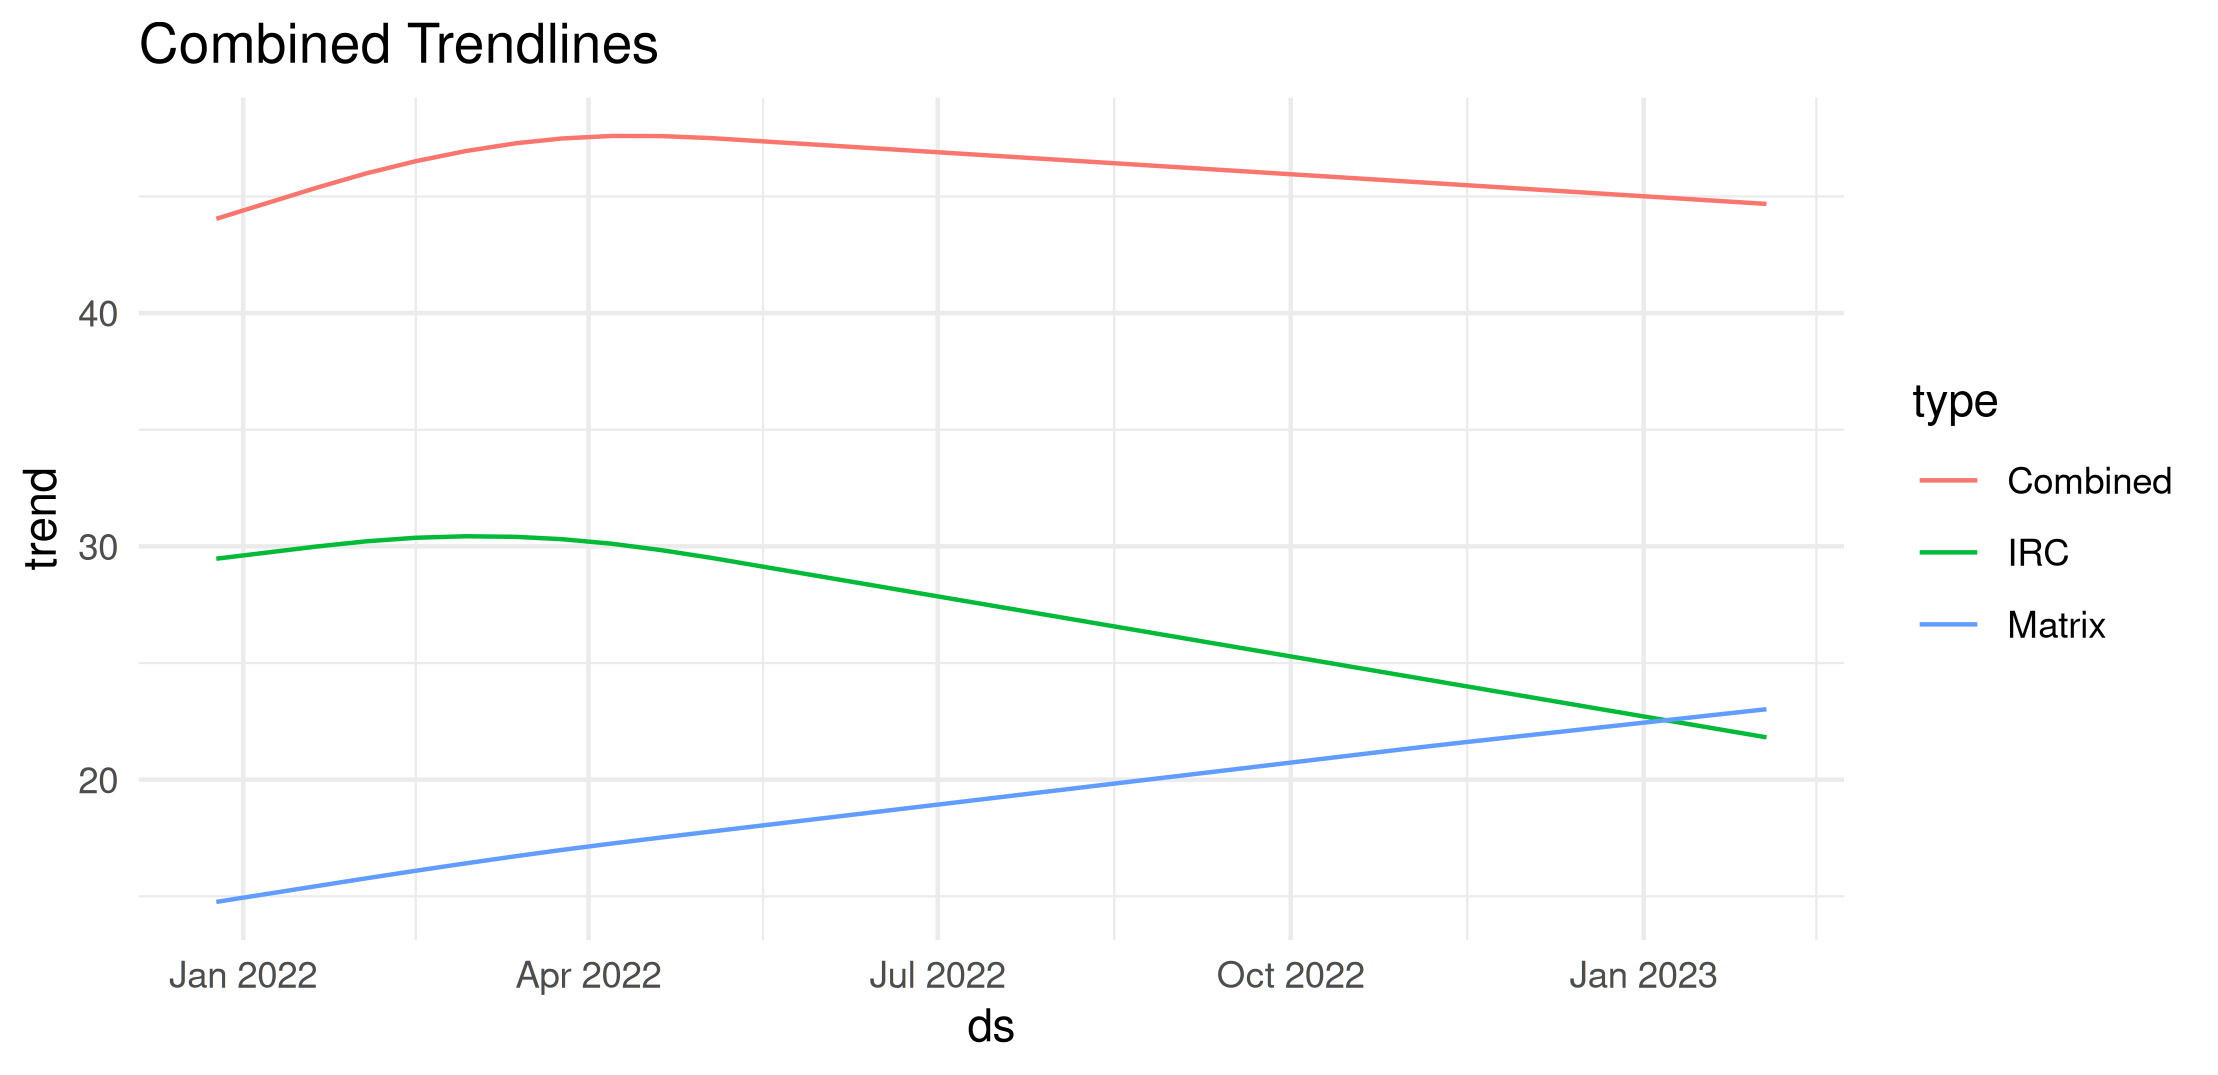 Combined Trendlines
trend
40
30
20
Jan 2022
Apr 2022
Jul 2022
Oct 2022
Jan 2023
ds
type
Combined
IRC
Matrix